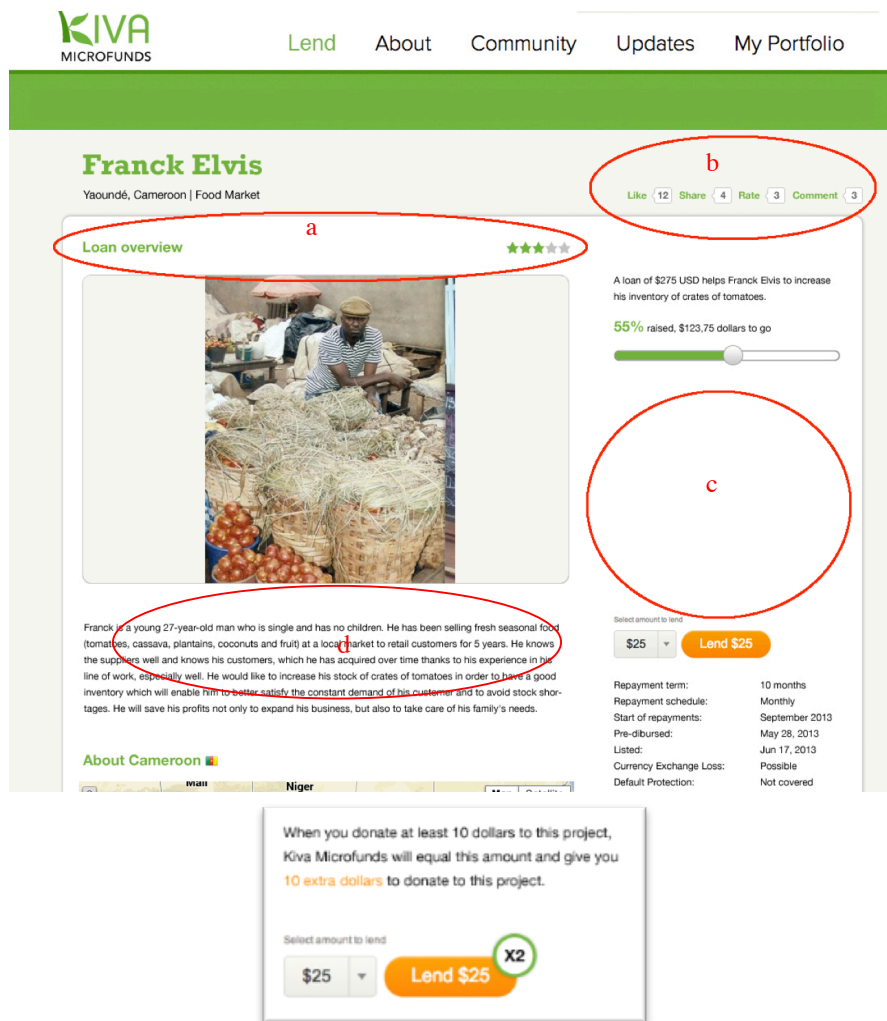 KIVA
MICROFUNDS
Lend About Community Updates My Portfolio
Franck Elvis
Yaoundé, Cameroon | Food Market
b
Like 12 Share 4 Rate 3 Comment 3
a
Loan overview
A loan of $275 USD helps Franck Elvis to increase
his inventory of crates of tomatoes.
55% raised, $123,75 dollars to go
c
Franck is a young 27-year-old man who is single and has no children. He has been selling fresh seasonal food
(tomatoes, cassava, plantains, coconuts and fruit) at a local market to retail customers for 5 years. He knows
the suppliers well and knows his customers, which he has acquired over time thanks to his experience in his
line of work, especially well. He would like to increase his stock of crates of tomatoes in order to have a good
inventory which will enable him to better satisfy the constant demand of his customer and to avoid stock shor-
tages. He will save his profits not only to expand his business, but also to take care of his family's needs.
d
Select amount to lend
$25 Lend $25
Repayment term: 10 months
Repayment schedule: Monthly
Start of repayments: September 2013
Pre-dibursed: May 28, 2013
Listed: Jun 17, 2013
Currency Exchange Loss: Possible
Default Protection: Not covered
About Cameroon
Mali Niger Map Satellite
When you donate at least 10 dollars to this project,
Kiva Microfunds will equal this amount and give you
10 extra dollars to donate to this project.
Select amount to lend
X2
$25 Lend $25